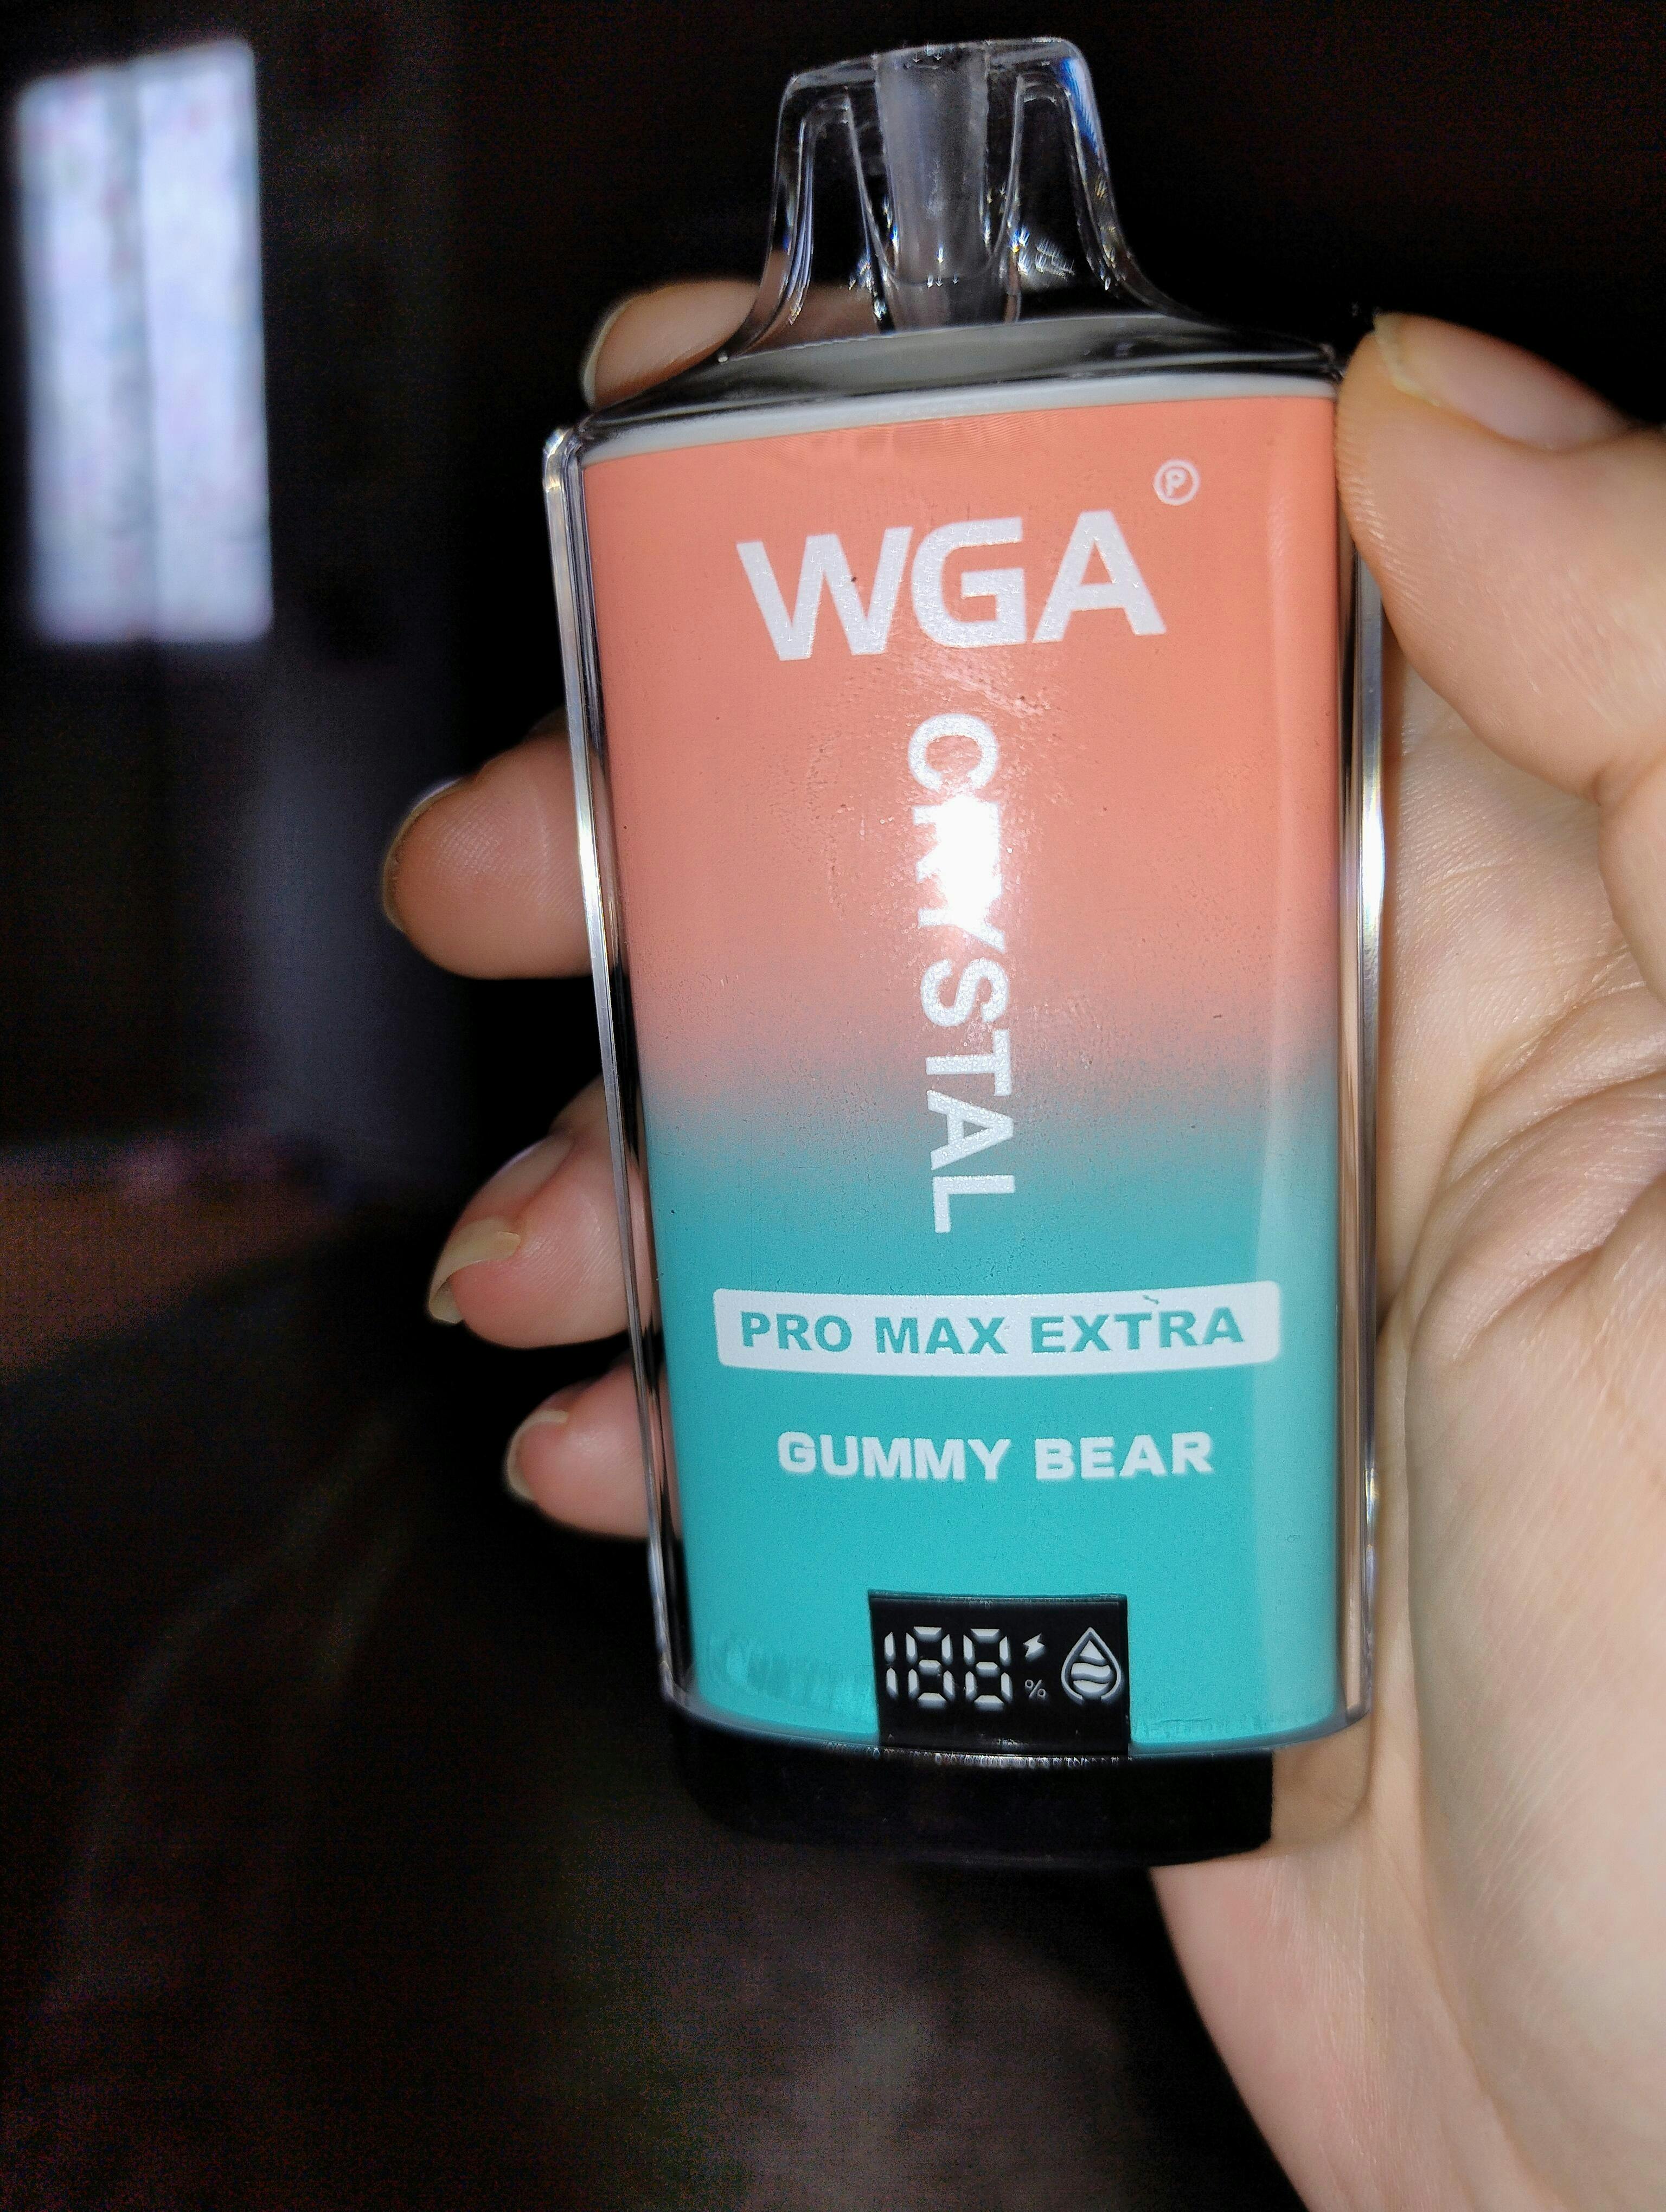 WGA ℗
CRYSTAL
PRO MAX EXTRA
GUMMY BEAR
188 %